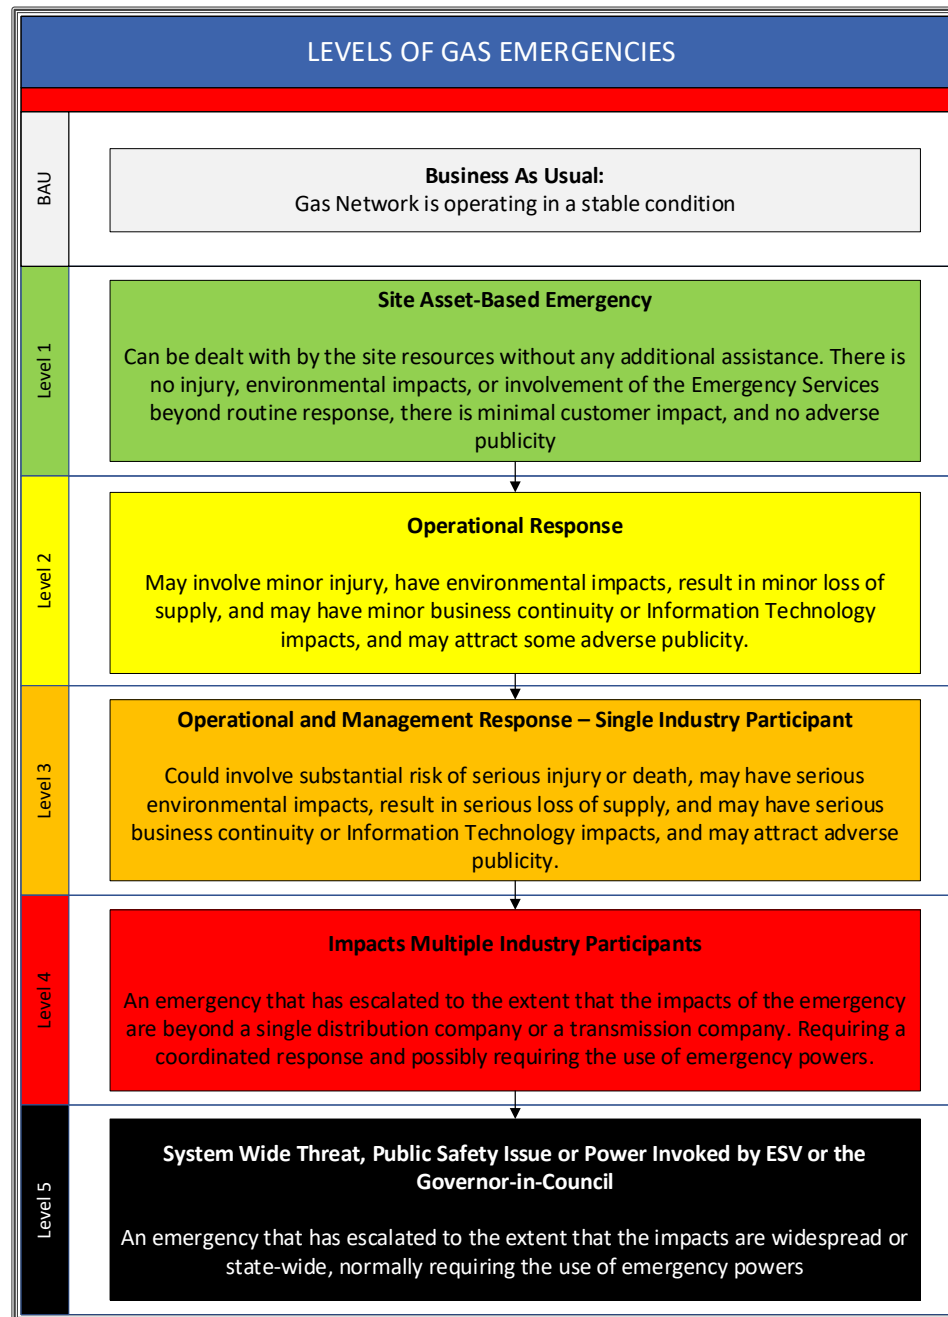 LEVELS OF GAS EMERGENCIES
BAU
Business As Usual:
Gas Network is operating in a stable condition
Level 1
Site Asset-Based Emergency
Can be dealt with by the site resources without any additional assistance. There is
no injury, environmental impacts, or involvement of the Emergency Services
beyond routine response, there is minimal customer impact, and no adverse
publicity
Level 2
Operational Response
May involve minor injury, have environmental impacts, result in minor loss of
supply, and may have minor business continuity or Information Technology
impacts, and may attract some adverse publicity.
Level 3
Operational and Management Response – Single Industry Participant
Could involve substantial risk of serious injury or death, may have serious
environmental impacts, result in serious loss of supply, and may have serious
business continuity or Information Technology impacts, and may attract adverse
publicity.
Level 4
Impacts Multiple Industry Participants
An emergency that has escalated to the extent that the impacts of the emergency
are beyond a single distribution company or a transmission company. Requiring a
coordinated response and possibly requiring the use of emergency powers.
Level 5
System Wide Threat, Public Safety Issue or Power Invoked by ESV or the
Governor-in-Council
An emergency that has escalated to the extent that the impacts are widespread or
state-wide, normally requiring the use of emergency powers